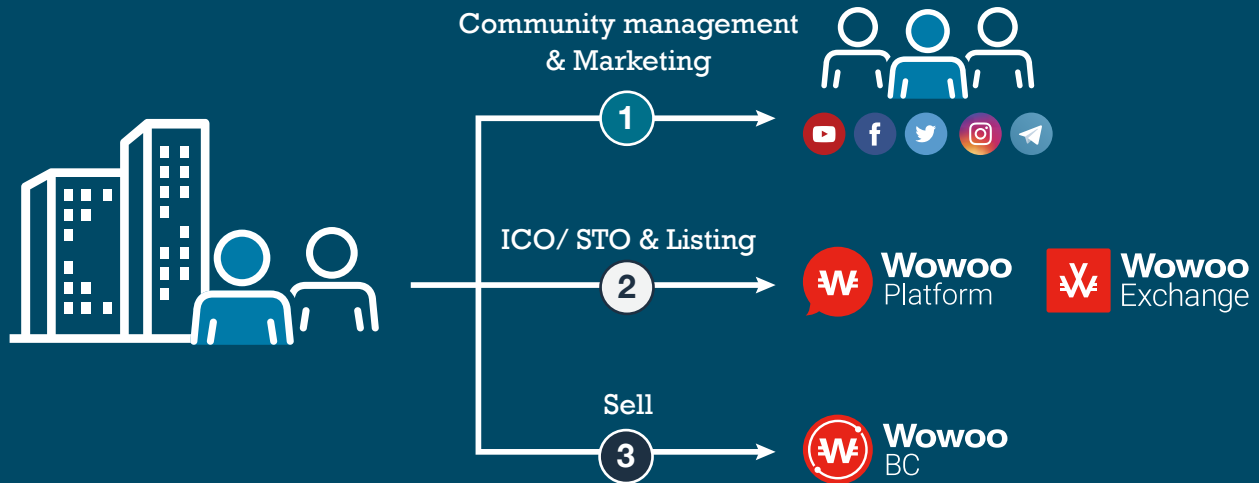 Community management
& Marketing
1
ICO/ STO & Listing
2
Wowoo
Platform
Wowoo
Exchange
Sell
3
Wowoo
BC